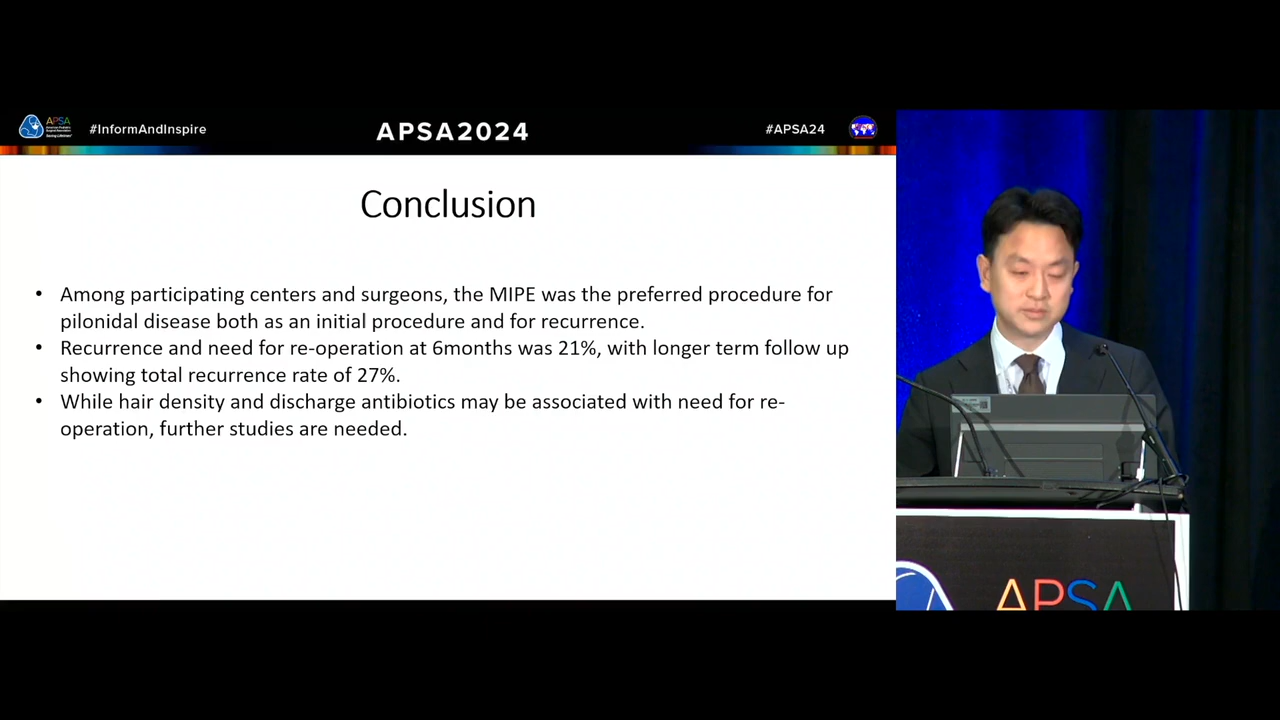 APSA
#InformAndInspire
APSA2024
#APSA24
Conclusion
• Among participating centers and surgeons, the MIPE was the preferred procedure for
pilonidal disease both as an initial procedure and for recurrence.
• Recurrence and need for re-operation at 6months was 21%, with longer term follow up
showing total recurrence rate of 27%.
• While hair density and discharge antibiotics may be associated with need for re-
operation, further studies are needed.
APSA